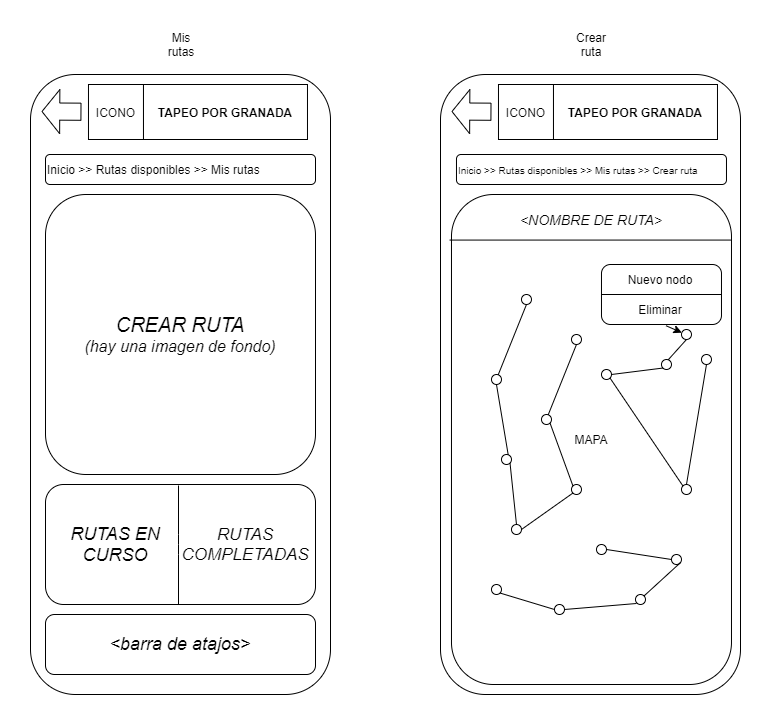 Mis
rutas
ICONO
TAPEO POR GRANADA
Inicio >> Rutas disponibles >> Mis rutas
CREAR RUTA
(hay una imagen de fondo)
RUTAS EN
CURSO
RUTAS
COMPLETADAS
<barra de atajos>
Crear
ruta
ICONO
TAPEO POR GRANADA
Inicio >> Rutas disponibles >> Mis rutas >> Crear ruta
<NOMBRE DE RUTA>
Nuevo nodo
Eliminar
MAPA